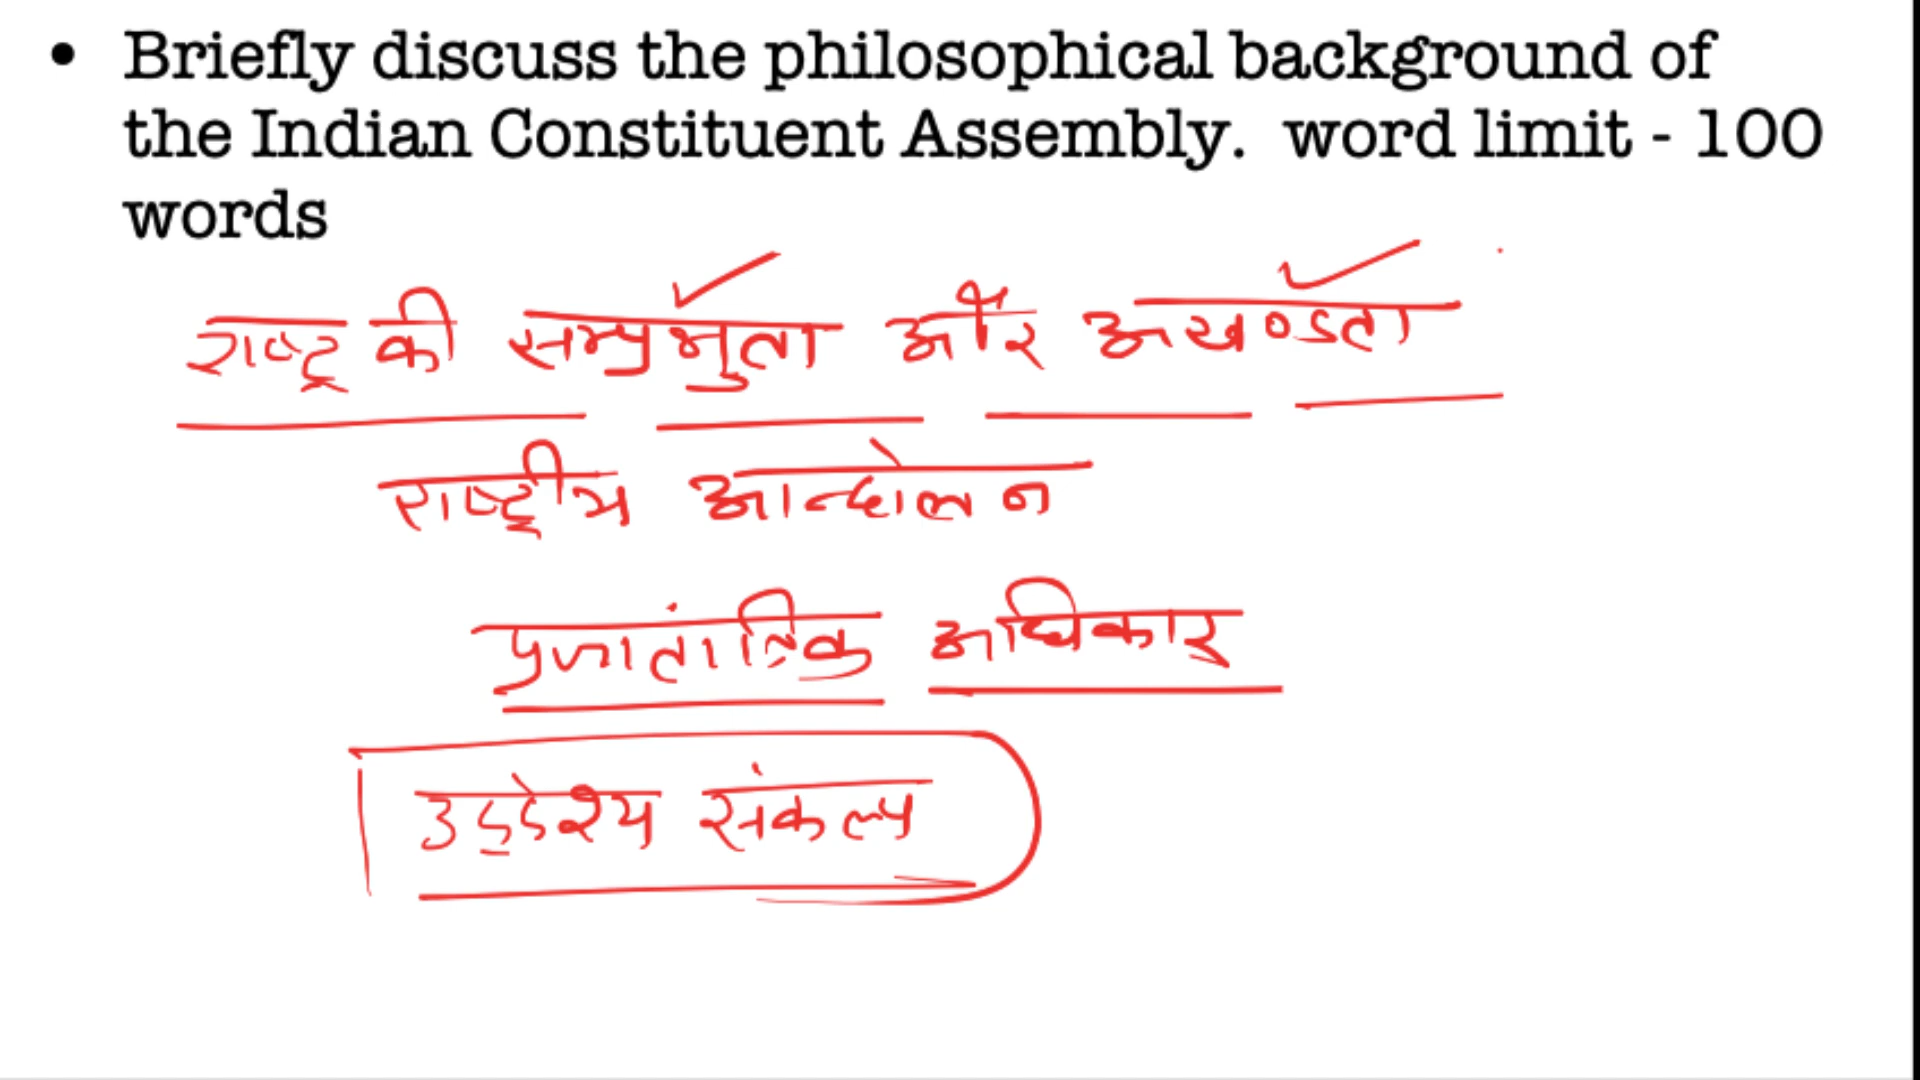 • Briefly discuss the philosophical background of
the Indian Constituent Assembly. word limit - 100
words
राष्ट्र की सम्प्रभुता और अखण्डता
राष्ट्रीय आन्दोलन
प्रजातांत्रिक अधिकार
उद्देश्य संकल्प